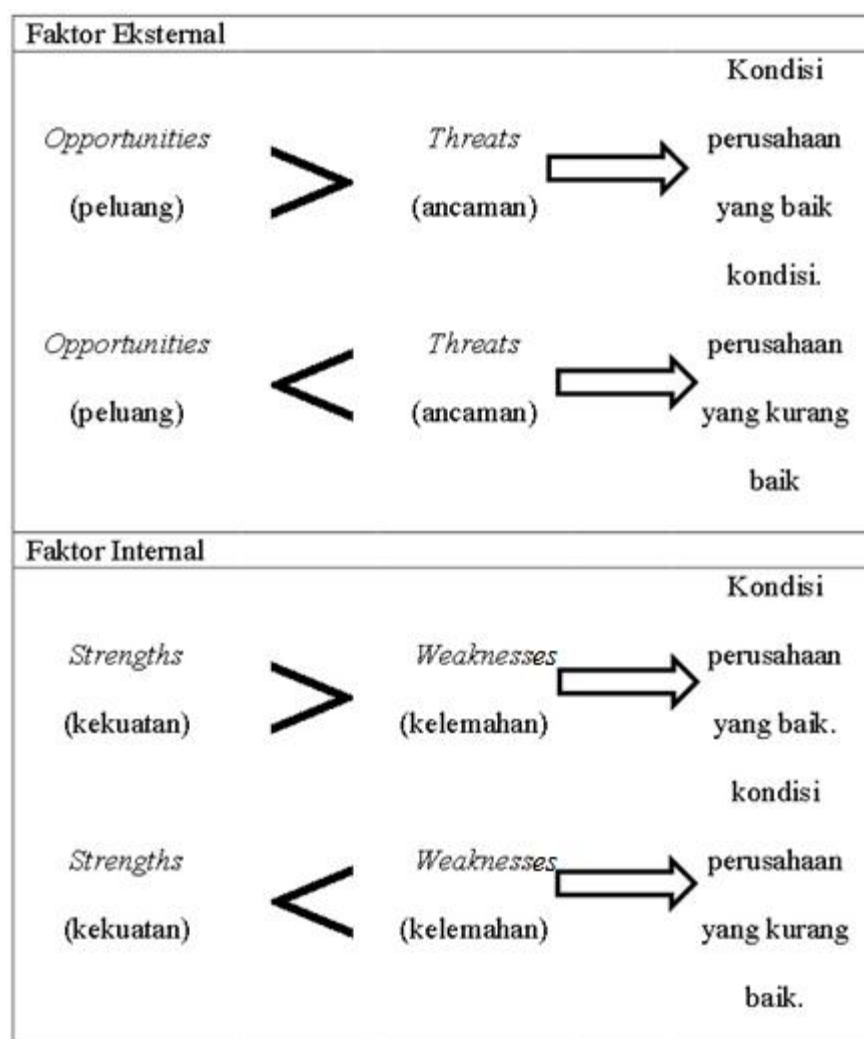 Faktor Eksternal
Kondisi
Opportunities > Threats perusahaan
(peluang) (ancaman) yang baik
kondisi.
Opportunities < Threats perusahaan
(peluang) (ancaman) yang kurang
baik
Faktor Internal
Kondisi
Strengths > Weaknesses perusahaan
(kekuatan) (kelemahan) yang baik.
kondisi
Strengths < Weaknesses perusahaan
(kekuatan) (kelemahan) yang kurang
baik.